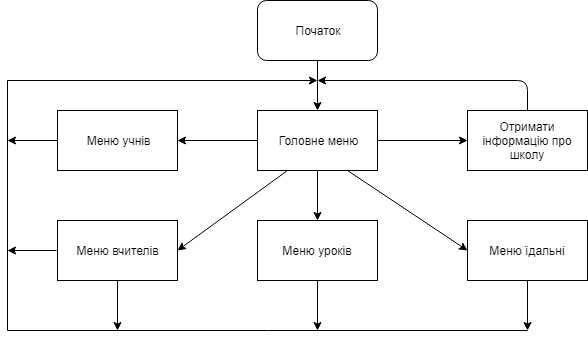 Початок
Меню учнів
Головне меню
Отримати
інформацію про
школу
Меню вчителів
Меню уроків
Меню їдальні